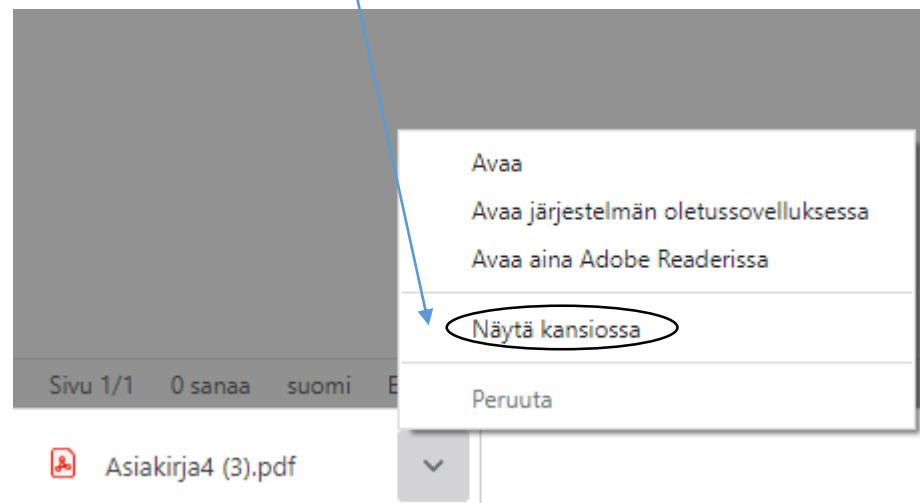 Avaa
Avaa järjestelmän oletussovelluksessa
Avaa aina Adobe Readerissa
Näytä kansiossa
Peruuta
Sivu 1/1 0 sanaa suomi E
Asiakirja4 (3).pdf